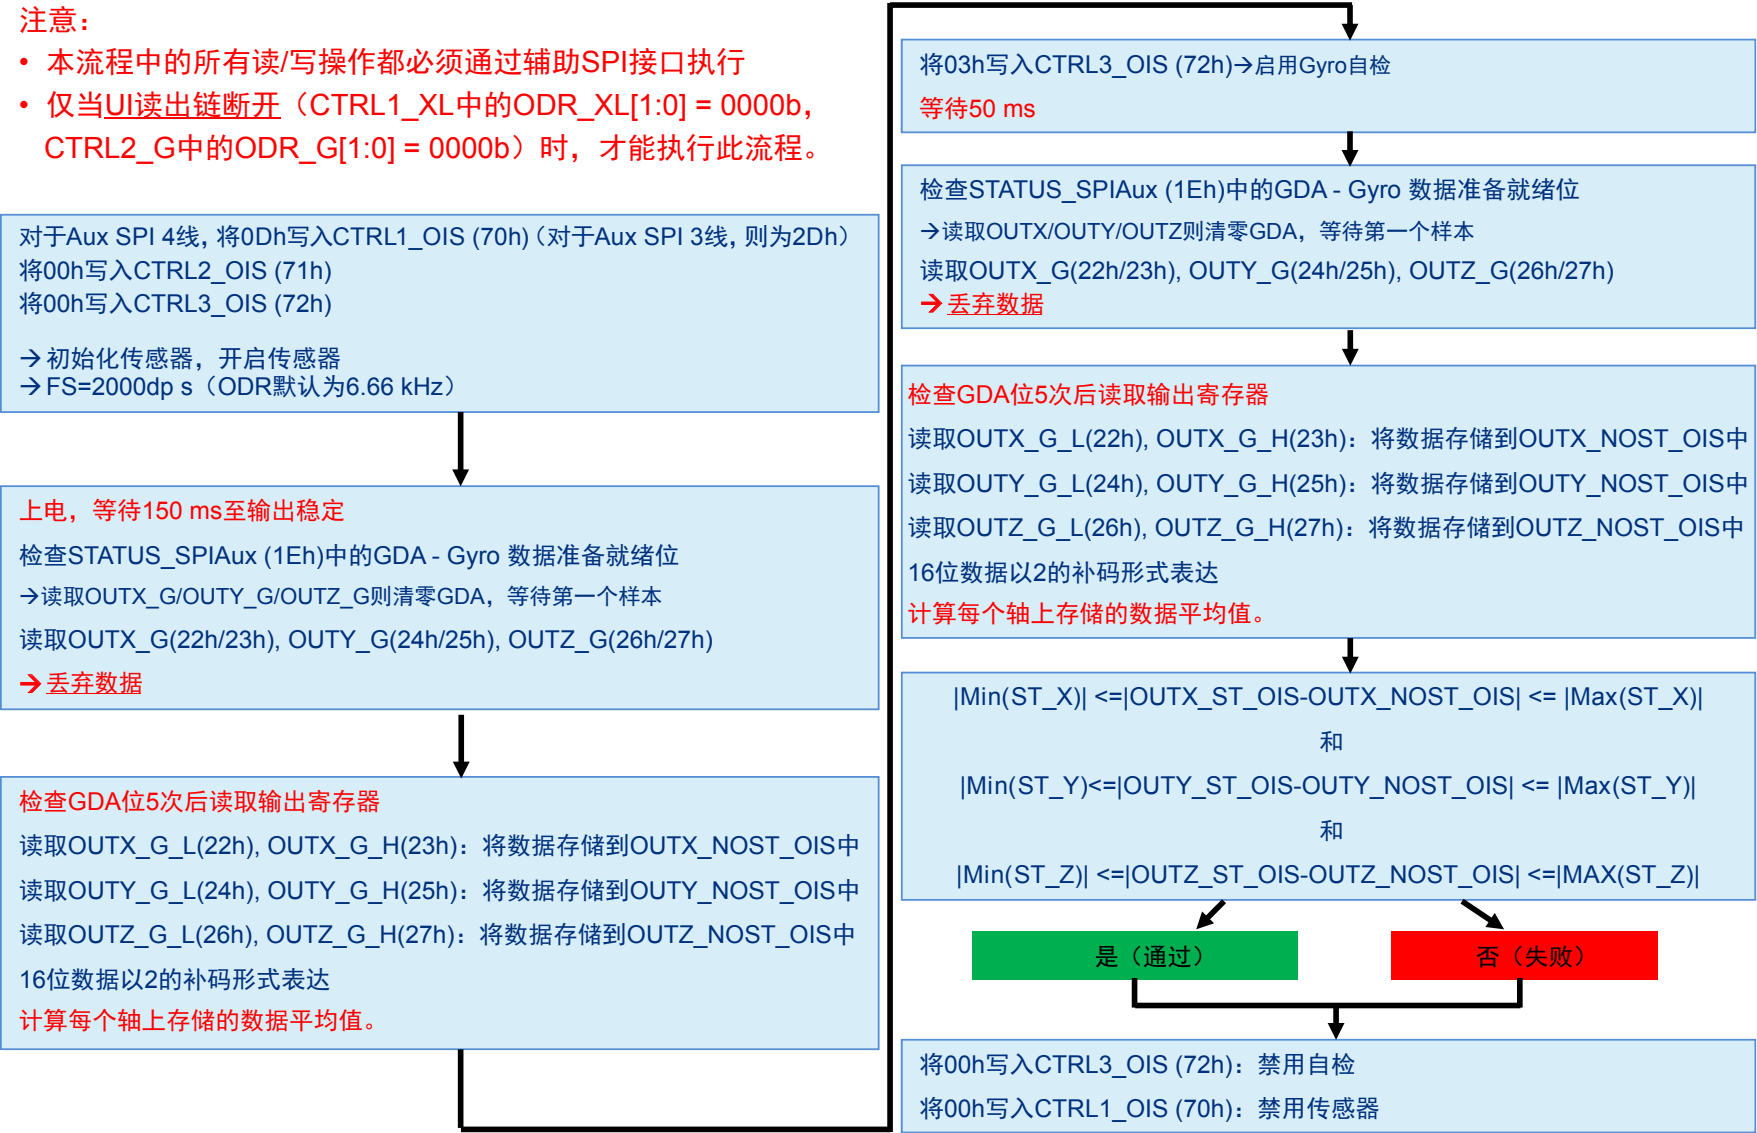 注意：
• 本流程中的所有读/写操作都必须通过辅助SPI接口执行
• 仅当UI读出链断开（CTRL1_XL中的ODR_XL[1:0] = 0000b，
CTRL2_G中的ODR_G[1:0] = 0000b）时，才能执行此流程。
对于Aux SPI 4线，将0Dh写入CTRL1_OIS (70h)（对于Aux SPI 3线，则为2Dh）
将00h写入CTRL2_OIS (71h)
将00h写入CTRL3_OIS (72h)
→初始化传感器，开启传感器
→FS=2000dp s（ODR默认为6.66 kHz）
上电，等待150 ms至输出稳定
检查STATUS_SPIAux (1Eh)中的GDA - Gyro 数据准备就绪位
→读取OUTX_G/OUTY_G/OUTZ_G则清零GDA，等待第一个样本
读取OUTX_G(22h/23h), OUTY_G(24h/25h), OUTZ_G(26h/27h)
→丢弃数据
检查GDA位5次后读取输出寄存器
读取OUTX_G_L(22h), OUTX_G_H(23h)：将数据存储到OUTX_NOST_OIS中
读取OUTY_G_L(24h), OUTY_G_H(25h)：将数据存储到OUTY_NOST_OIS中
读取OUTZ_G_L(26h), OUTZ_G_H(27h)：将数据存储到OUTZ_NOST_OIS中
16位数据以2的补码形式表达
计算每个轴上存储的数据平均值。
将03h写入CTRL3_OIS (72h)→启用Gyro自检
等待50 ms
检查STATUS_SPIAux (1Eh)中的GDA - Gyro 数据准备就绪位
→读取OUTX/OUTY/OUTZ则清零GDA，等待第一个样本
读取OUTX_G(22h/23h), OUTY_G(24h/25h), OUTZ_G(26h/27h)
→丢弃数据
检查GDA位5次后读取输出寄存器
读取OUTX_G_L(22h), OUTX_G_H(23h)：将数据存储到OUTX_NOST_OIS中
读取OUTY_G_L(24h), OUTY_G_H(25h)：将数据存储到OUTY_NOST_OIS中
读取OUTZ_G_L(26h), OUTZ_G_H(27h)：将数据存储到OUTZ_NOST_OIS中
16位数据以2的补码形式表达
计算每个轴上存储的数据平均值。
|Min(ST_X)| <=|OUTX_ST_OIS-OUTX_NOST_OIS| <= |Max(ST_X)|
和
|Min(ST_Y)<=|OUTY_ST_OIS-OUTY_NOST_OIS| <= |Max(ST_Y)|
和
|Min(ST_Z)| <=|OUTZ_ST_OIS-OUTZ_NOST_OIS| <=|MAX(ST_Z)|
是（通过）
否（失败）
将00h写入CTRL3_OIS (72h)：禁用自检
将00h写入CTRL1_OIS (70h)：禁用传感器